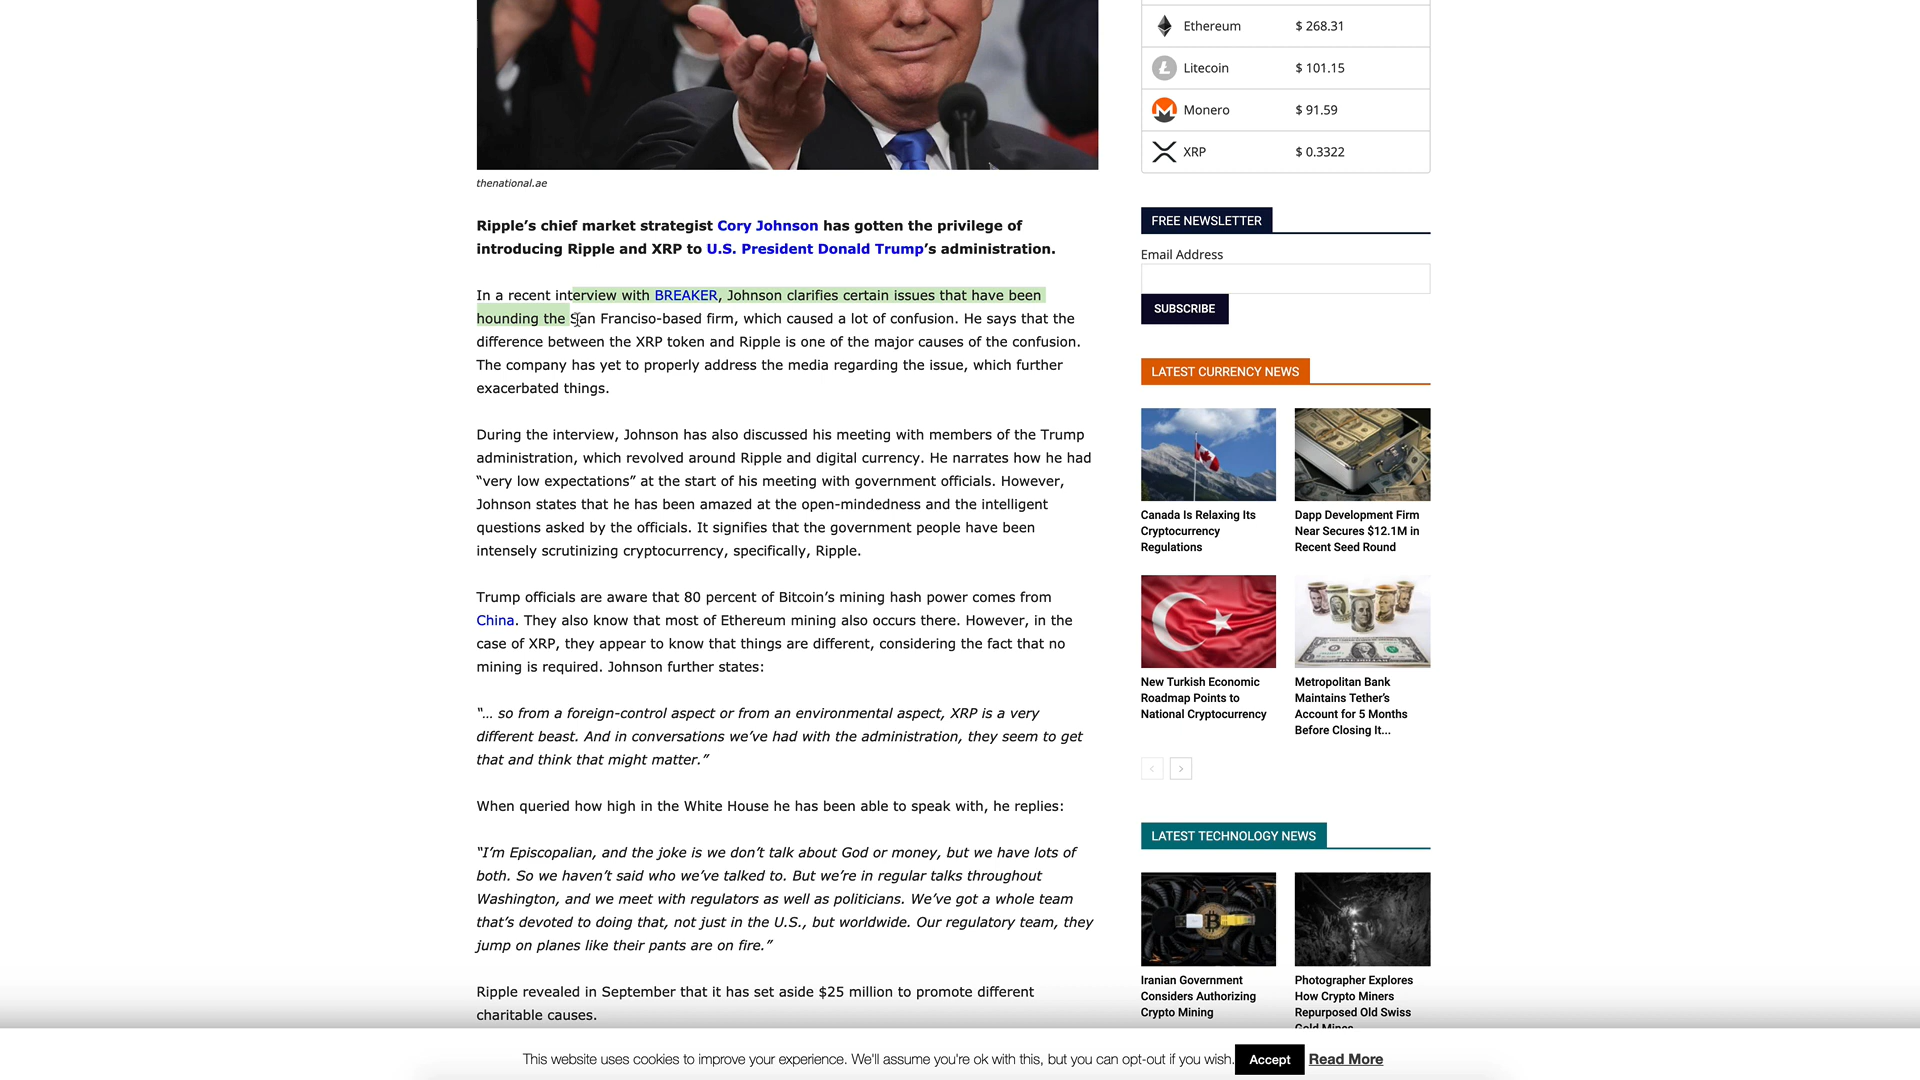 thenational.ae
Ripple’s chief market strategist Cory Johnson has gotten the privilege of
introducing Ripple and XRP to U.S. President Donald Trump’s administration.
In a recent interview with BREAKER, Johnson clarifies certain issues that have been
hounding the San Franciso-based firm, which caused a lot of confusion. He says that the
difference between the XRP token and Ripple is one of the major causes of the confusion.
The company has yet to properly address the media regarding the issue, which further
exacerbated things.
During the interview, Johnson has also discussed his meeting with members of the Trump
administration, which revolved around Ripple and digital currency. He narrates how he had
“very low expectations” at the start of his meeting with government officials. However,
Johnson states that he has been amazed at the open-mindedness and the intelligent
questions asked by the officials. It signifies that the government people have been
intensely scrutinizing cryptocurrency, specifically, Ripple.
Trump officials are aware that 80 percent of Bitcoin’s mining hash power comes from
China. They also know that most of Ethereum mining also occurs there. However, in the
case of XRP, they appear to know that things are different, considering the fact that no
mining is required. Johnson further states:
“… so from a foreign-control aspect or from an environmental aspect, XRP is a very
different beast. And in conversations we’ve had with the administration, they seem to get
that and think that might matter.”
When queried how high in the White House he has been able to speak with, he replies:
“I’m Episcopalian, and the joke is we don’t talk about God or money, but we have lots of
both. So we haven’t said who we’ve talked to. But we’re in regular talks throughout
Washington, and we meet with regulators as well as politicians. We’ve got a whole team
that’s devoted to doing that, not just in the U.S., but worldwide. Our regulatory team, they
jump on planes like their pants are on fire.”
Ripple revealed in September that it has set aside $25 million to promote different
charitable causes.
Ethereum $ 268.31
Litecoin $ 101.15
Monero $ 91.59
XRP $ 0.3322
FREE NEWSLETTER
Email Address
SUBSCRIBE
LATEST CURRENCY NEWS
Canada Is Relaxing Its
Cryptocurrency
Regulations
Dapp Development Firm
Near Secures $12.1M in
Recent Seed Round
New Turkish Economic
Roadmap Points to
National Cryptocurrency
Metropolitan Bank
Maintains Tether’s
Account for 5 Months
Before Closing It...
LATEST TECHNOLOGY NEWS
Iranian Government
Considers Authorizing
Crypto Mining
Photographer Explores
How Crypto Miners
Repurposed Old Swiss
Gold Mines
This website uses cookies to improve your experience. We'll assume you're ok with this, but you can opt-out if you wish. Accept Read More